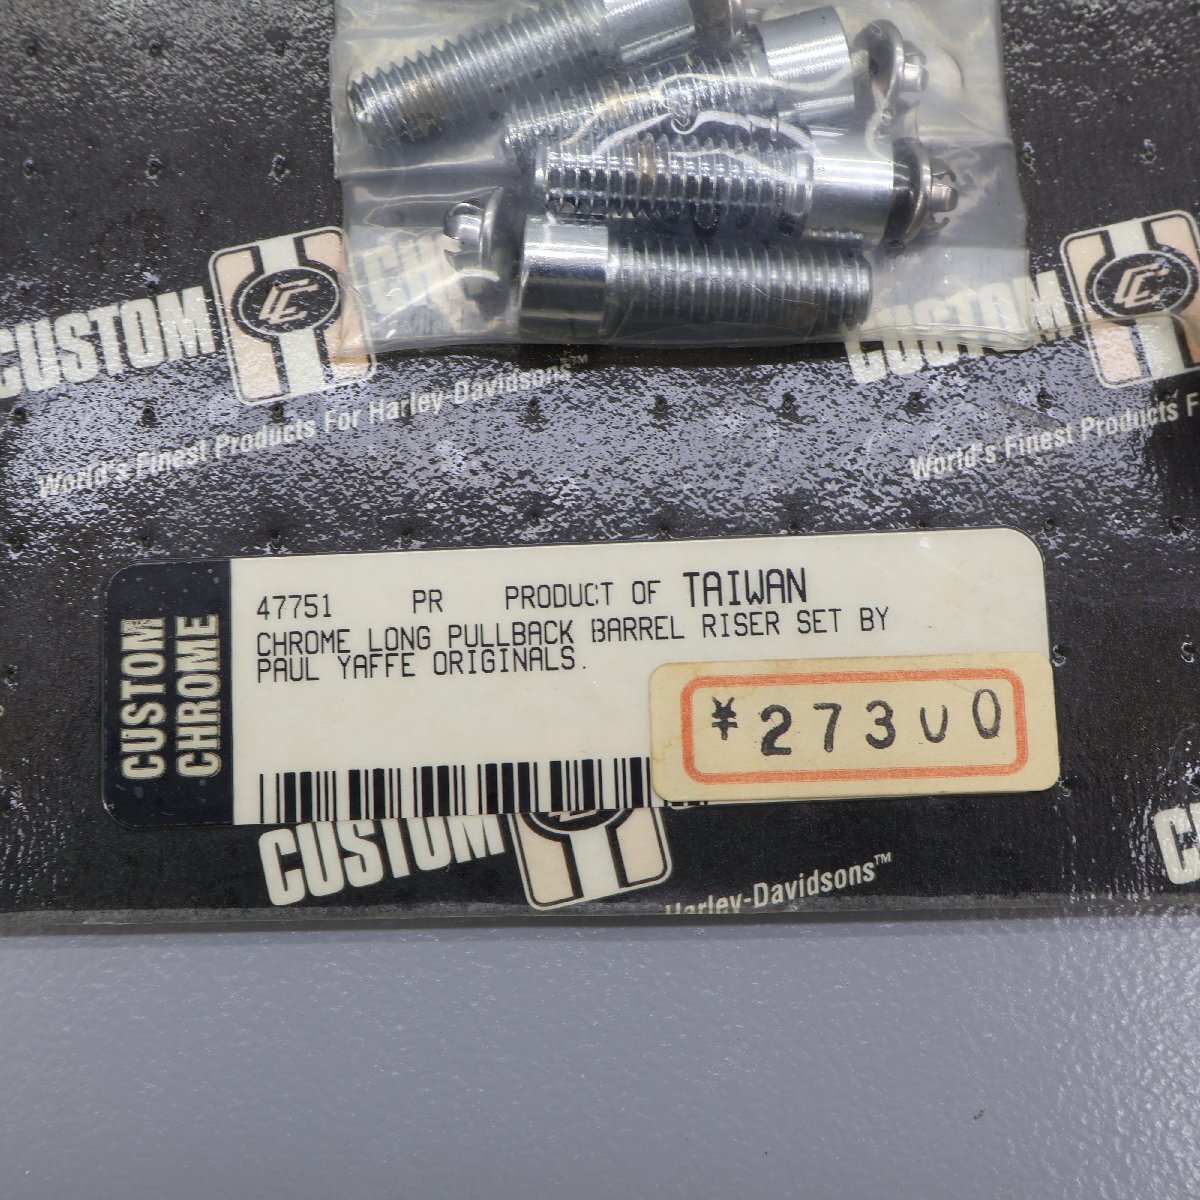 CUSTOM
CUSTOM
World's Finest Products For Harley-Davidsons™
World's Finest Products F
CUSTOM CHROME
47751 PR PRODUCT OF TAIWAN
CHROME LONG PULLBACK BARREL RISER SET BY
PAUL YAFFE ORIGINALS.
¥27300
CUSTOM
Harley-Davidsons™